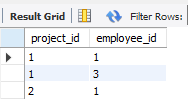 Result Grid Filter Rows:
project_id employee_id
1 1
1 3
2 1